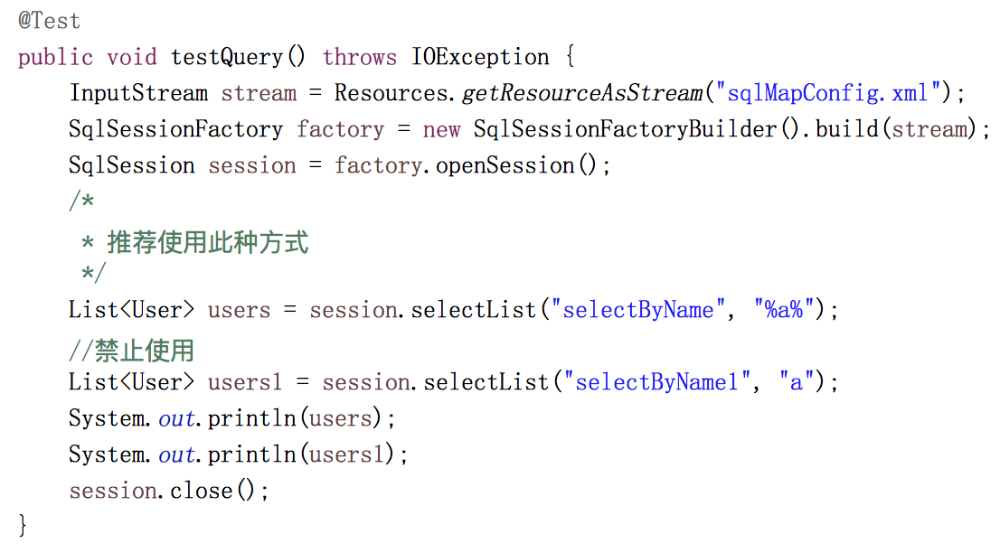 @Test
public void testQuery() throws IOException {
InputStream stream = Resources.getResourceAsStream("sqlMapConfig.xml");
SqlSessionFactory factory = new SqlSessionFactoryBuilder().build(stream);
SqlSession session = factory.openSession();
/*
* 推荐使用此种方式
*/
List<User> users = session.selectList("selectByName", "%a%");
//禁止使用
List<User> users1 = session.selectList("selectByName1", "a");
System.out.println(users);
System.out.println(users1);
session.close();
}